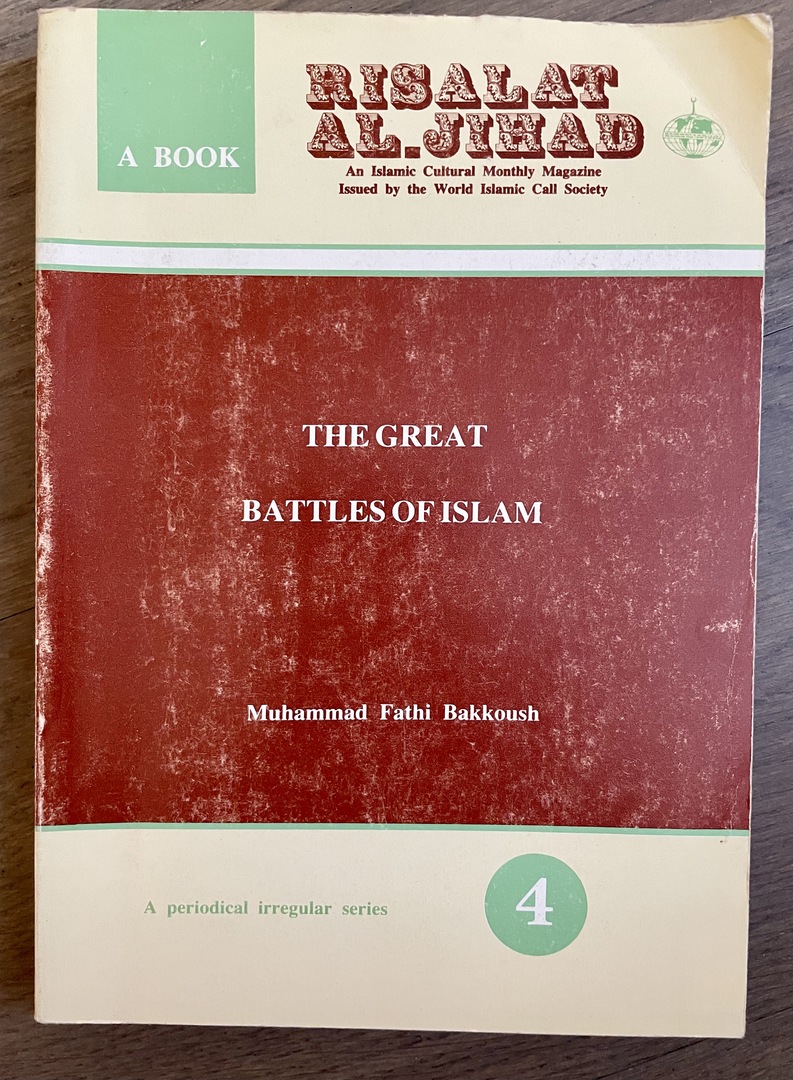 A BOOK
RISALAT
AL.JIHAD
An Islamic Cultural Monthly Magazine
Issued by the World Islamic Call Society
THE GREAT
BATTLES OF ISLAM
Muhammad Fathi Bakkoush
A periodical irregular series
4